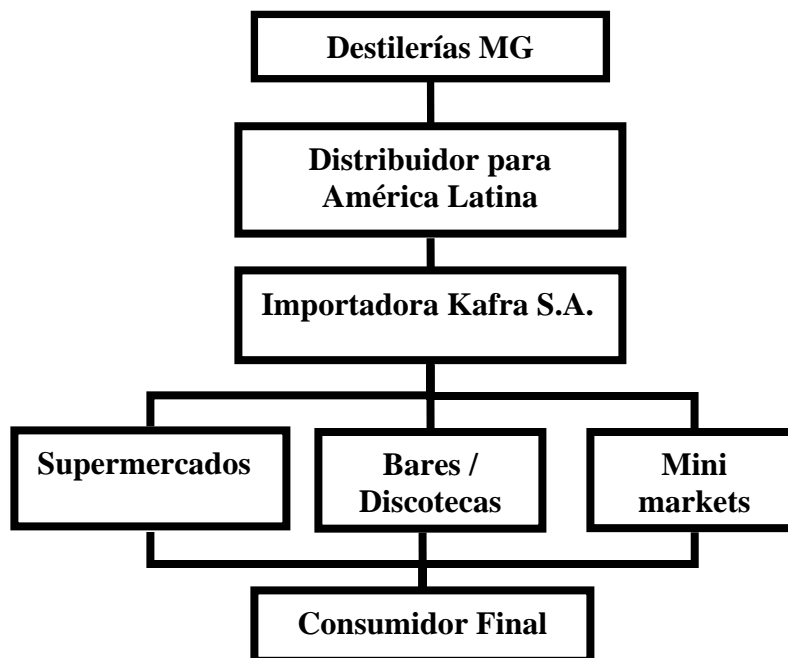 Destilerías MG
Distribuidor para
América Latina
Importadora Kafra S.A.
Supermercados
Bares /
Discotecas
Mini
markets
Consumidor Final